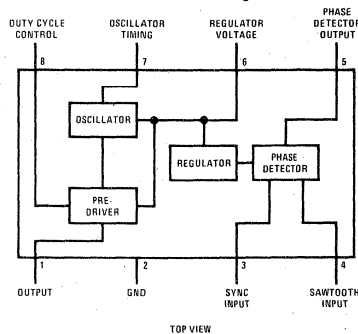 DUTY CYCLE
CONTROL
OSCILLATOR
TIMING
REGULATOR
VOLTAGE
PHASE
DETECTOR
OUTPUT
8
7
6
5
OSCILLATOR
REGULATOR
PHASE
DETECTOR
PRE-
DRIVER
1
2
3
4
OUTPUT
GND
SYNC
INPUT
SAWTOOTH
INPUT
TOP VIEW